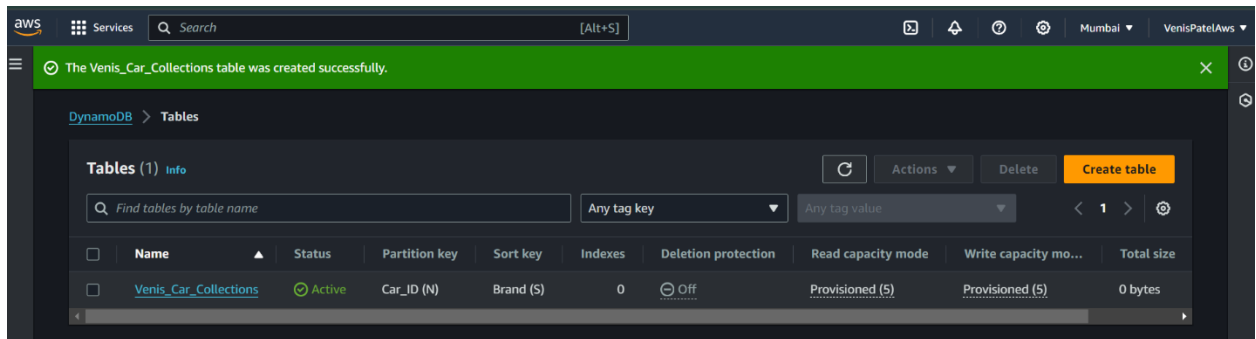 aws Services Search [Alt+S] Mumbai VenisPatelAws
The Venis_Car_Collections table was created successfully.
DynamoDB > Tables
Tables (1) Info Actions Delete Create table
Find tables by table name Any tag key Any tag value 1
Name Status Partition key Sort key Indexes Deletion protection Read capacity mode Write capacity mo... Total size
Venis_Car_Collections Active Car_ID (N) Brand (S) 0 Off Provisioned (5) Provisioned (5) 0 bytes